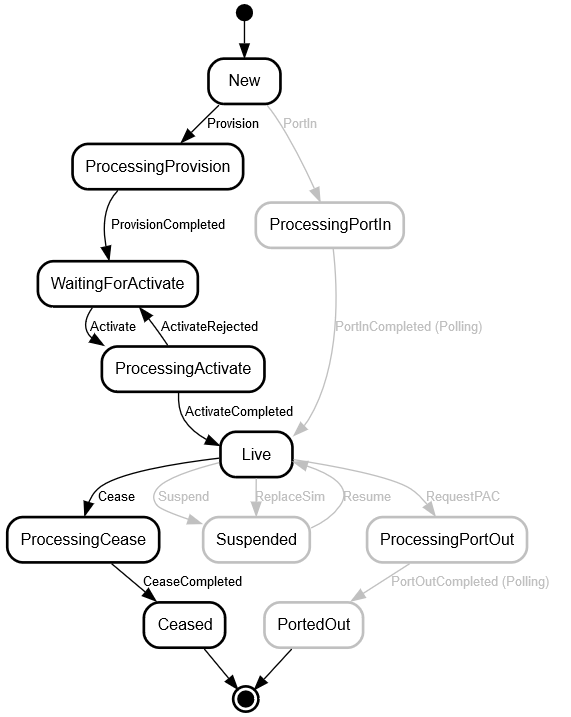 New
Provision
PortIn
ProcessingProvision
ProvisionCompleted
ProcessingPortIn
WaitingForActivate
Activate
ActivateRejected
PortInCompleted (Polling)
ProcessingActivate
ActivateCompleted
Live
Cease
Suspend
ReplaceSim
Resume
RequestPAC
ProcessingCease
Suspended
ProcessingPortOut
CeaseCompleted
PortOutCompleted (Polling)
Ceased
PortedOut